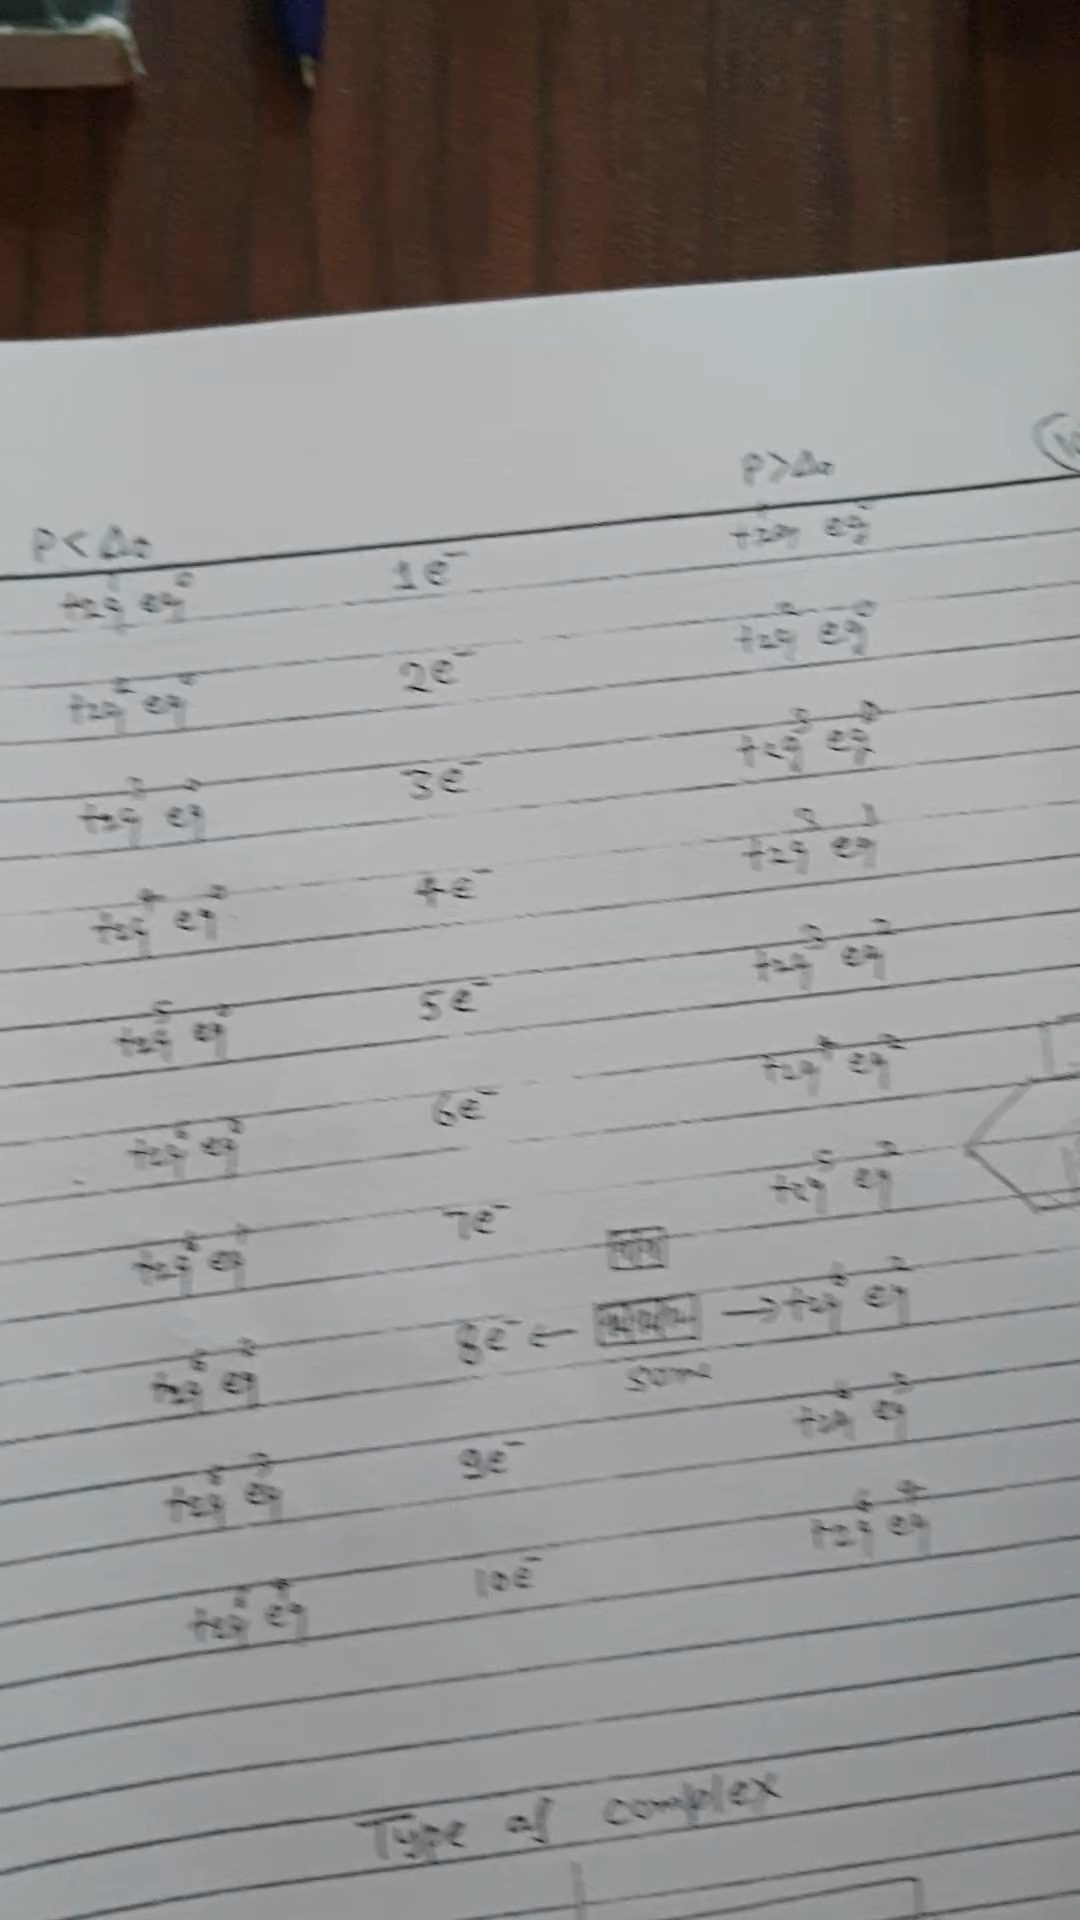 P < Δo P > Δo
t2g¹ eg⁰ 1e⁻ t2g¹ eg⁰
t2g² eg⁰ 2e⁻ t2g² eg⁰
t2g³ eg⁰ 3e⁻ t2g³ eg⁰
t2g⁴ eg⁰ 4e⁻ t2g³ eg¹
t2g⁵ eg⁰ 5e⁻ t2g³ eg²
t2g⁶ eg⁰ 6e⁻ t2g⁴ eg²
t2g⁶ eg¹ 7e⁻ t2g⁵ eg²
t2g⁶ eg² 8e⁻ ← → t2g⁶ eg²
t2g⁶ eg³ 9e⁻ t2g⁶ eg³
t2g⁶ eg⁴ 10e⁻ t2g⁶ eg⁴
Type of complex